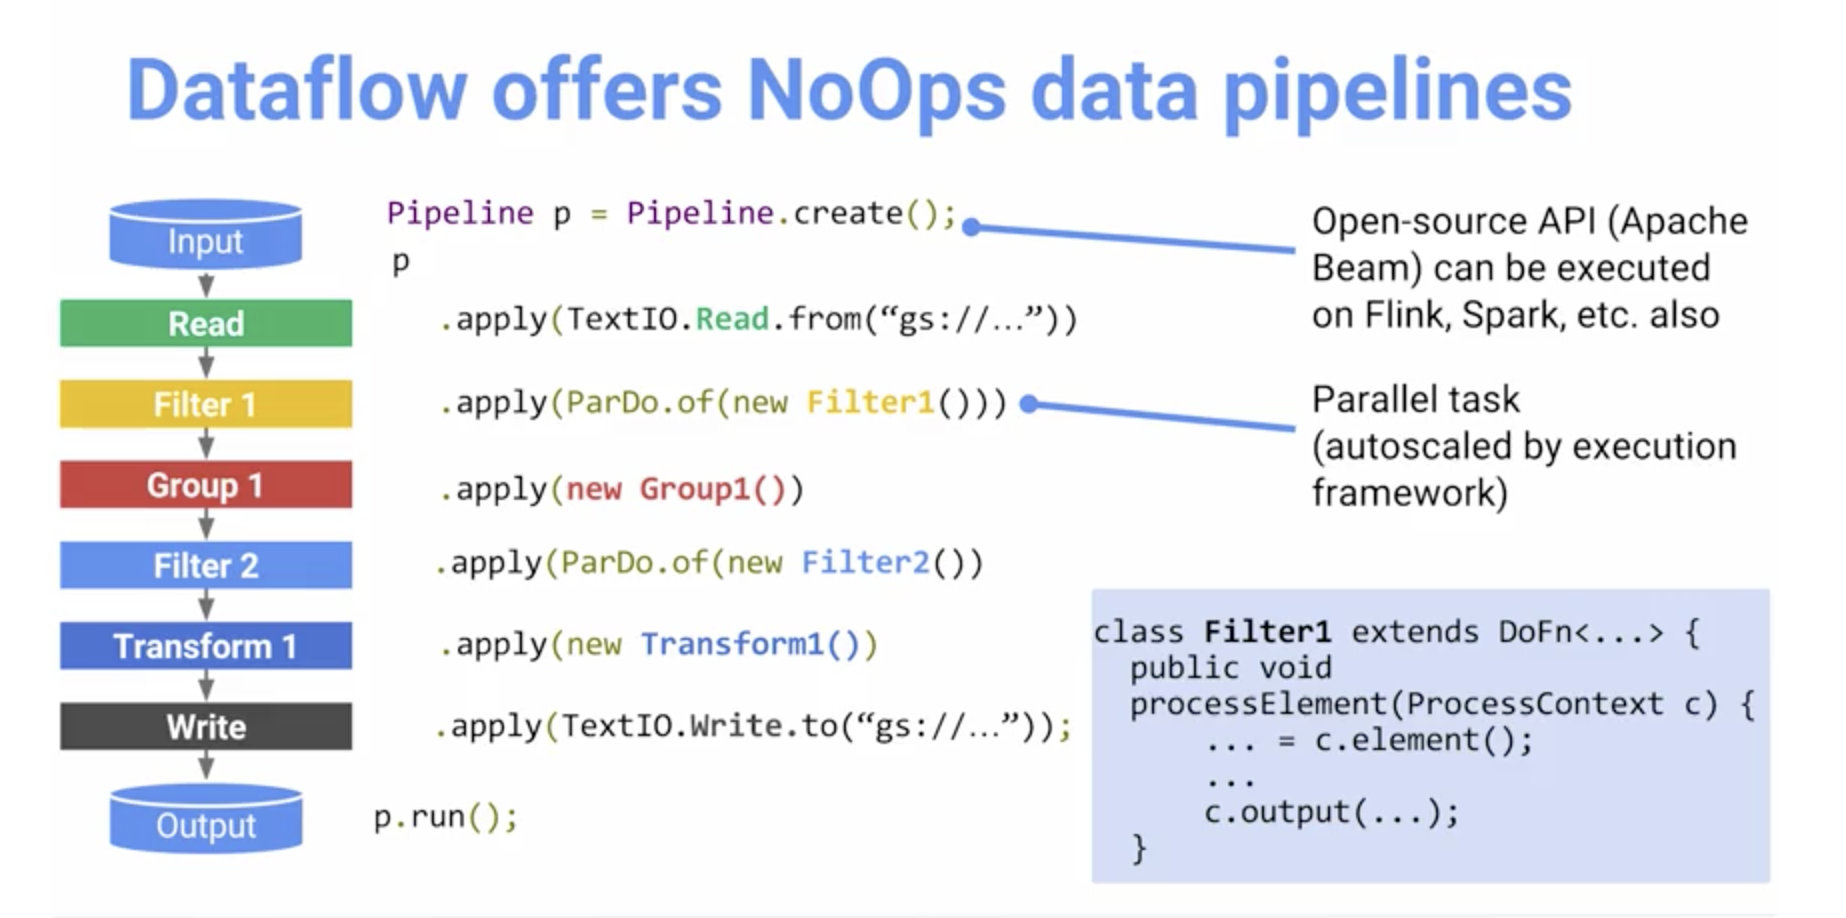 Dataflow offers NoOps data pipelines
Input
Read
Filter 1
Group 1
Filter 2
Transform 1
Write
Output
Pipeline p = Pipeline.create();
p
.apply(TextIO.Read.from(“gs://…”))
.apply(ParDo.of(new Filter1()))
.apply(new Group1())
.apply(ParDo.of(new Filter2())
.apply(new Transform1())
.apply(TextIO.Write.to(“gs://…”));
p.run();
Open-source API (Apache
Beam) can be executed
on Flink, Spark, etc. also
Parallel task
(autoscaled by execution
framework)
class Filter1 extends DoFn<...> {
public void
processElement(ProcessContext c) {
... = c.element();
...
c.output(...);
}